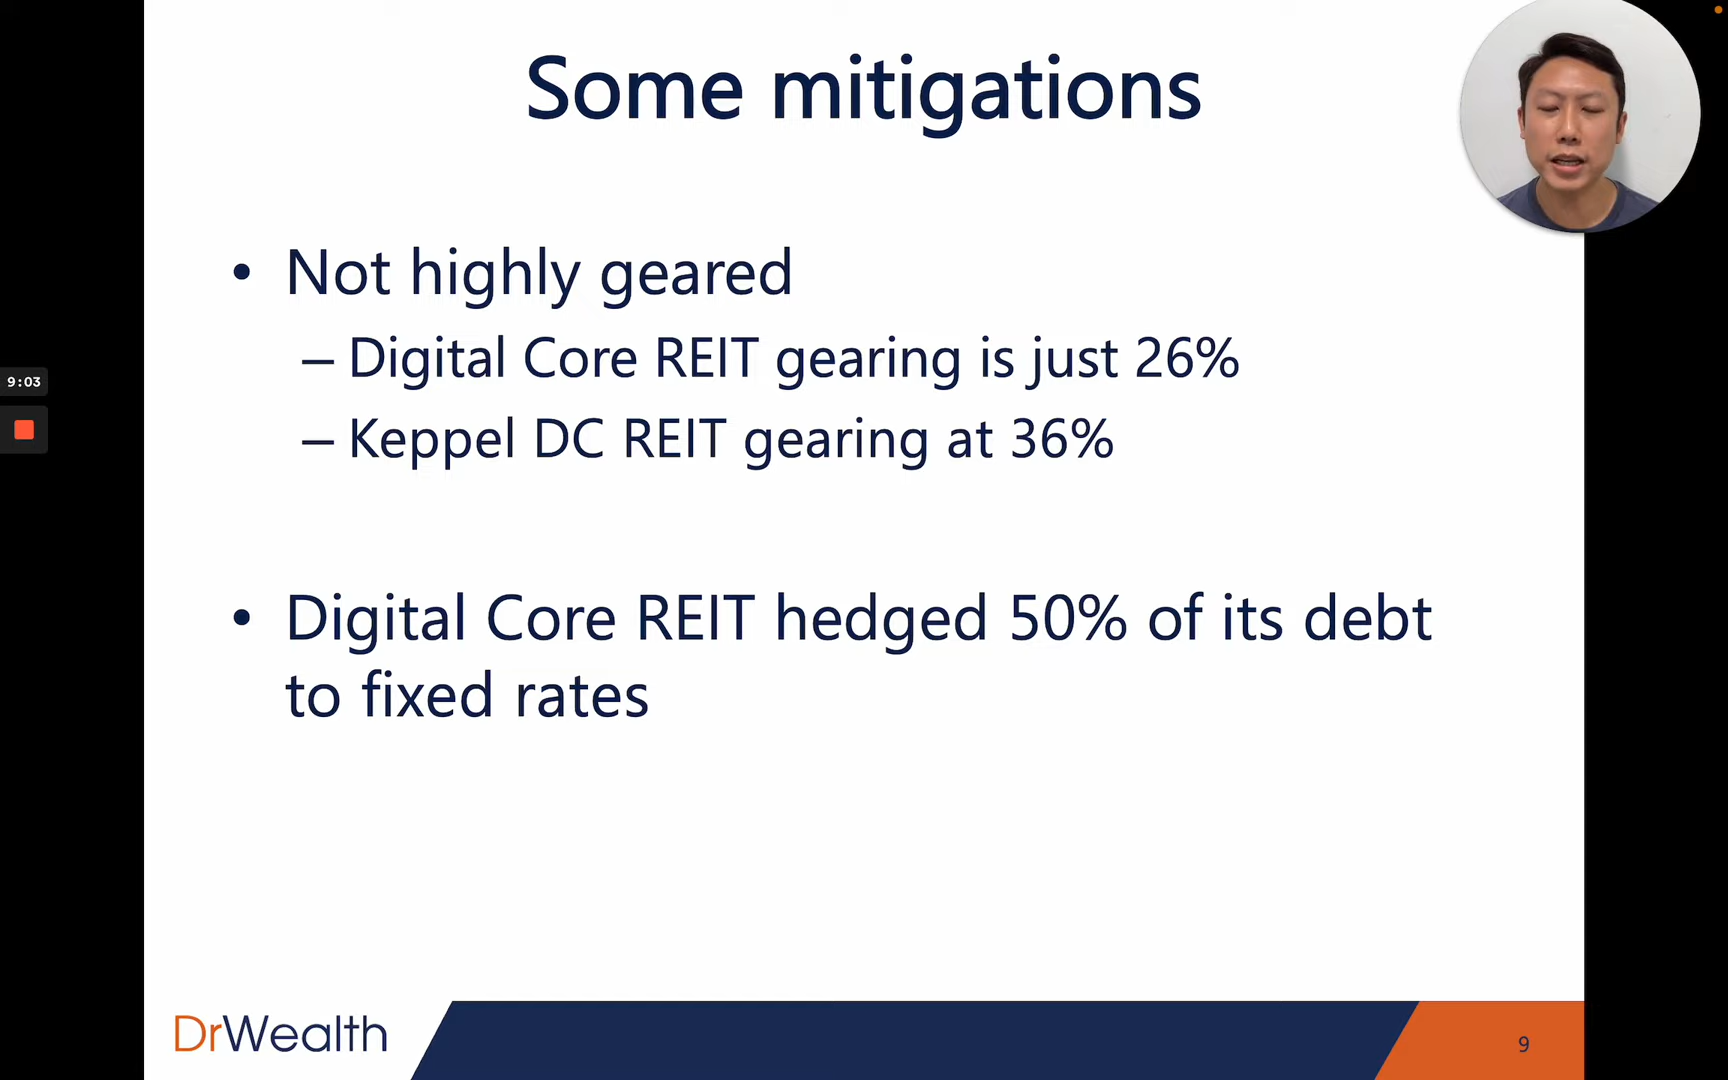 Some mitigations
• Not highly geared
– Digital Core REIT gearing is just 26%
– Keppel DC REIT gearing at 36%
9:03
• Digital Core REIT hedged 50% of its debt
to fixed rates
DrWealth
9